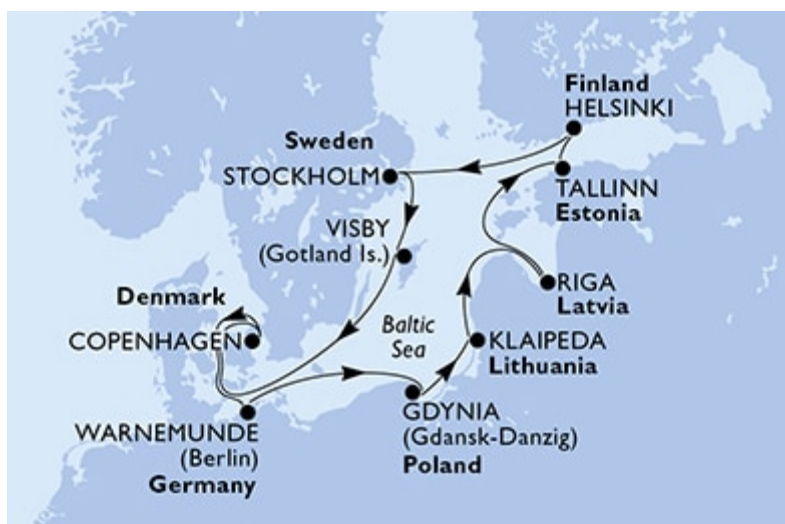 Finland
HELSINKI
Sweden
STOCKHOLM
TALLINN
Estonia
VISBY
(Gotland Is.)
RIGA
Latvia
Denmark
COPENHAGEN
Baltic
Sea
KLAIPEDA
Lithuania
GDYNIA
(Gdansk-Danzig)
Poland
WARNEMUNDE
(Berlin)
Germany